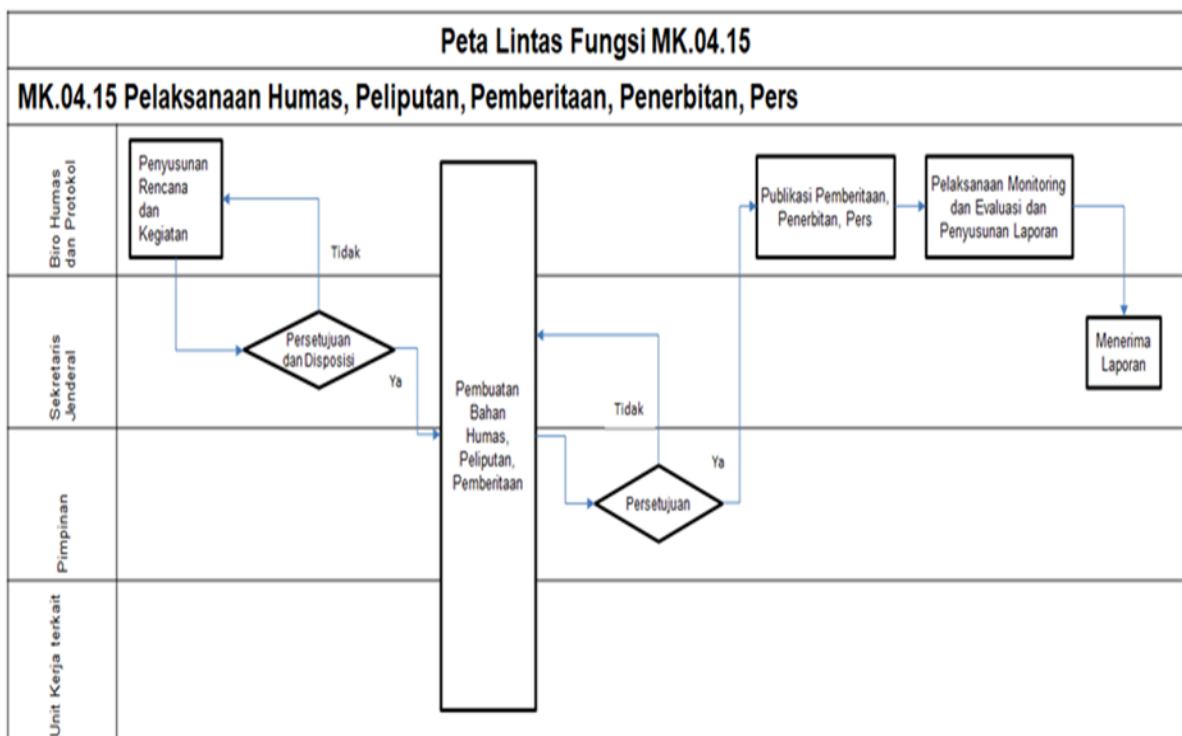 Peta Lintas Fungsi MK.04.15
MK.04.15 Pelaksanaan Humas, Peliputan, Pemberitaan, Penerbitan, Pers
Biro Humas
dan Protokol
Penyusunan
Rencana
dan
Kegiatan
Tidak
Publikasi Pemberitaan,
Penerbitan, Pers
Pelaksanaan Monitoring
dan Evaluasi dan
Penyusunan Laporan
Sekretaris
Jenderal
Persetujuan
dan Disposisi
Ya
Pembuatan
Bahan
Humas,
Peliputan,
Pemberitaan
Tidak
Menerima
Laporan
Pimpinan
Persetujuan
Ya
Unit Kerja terkait